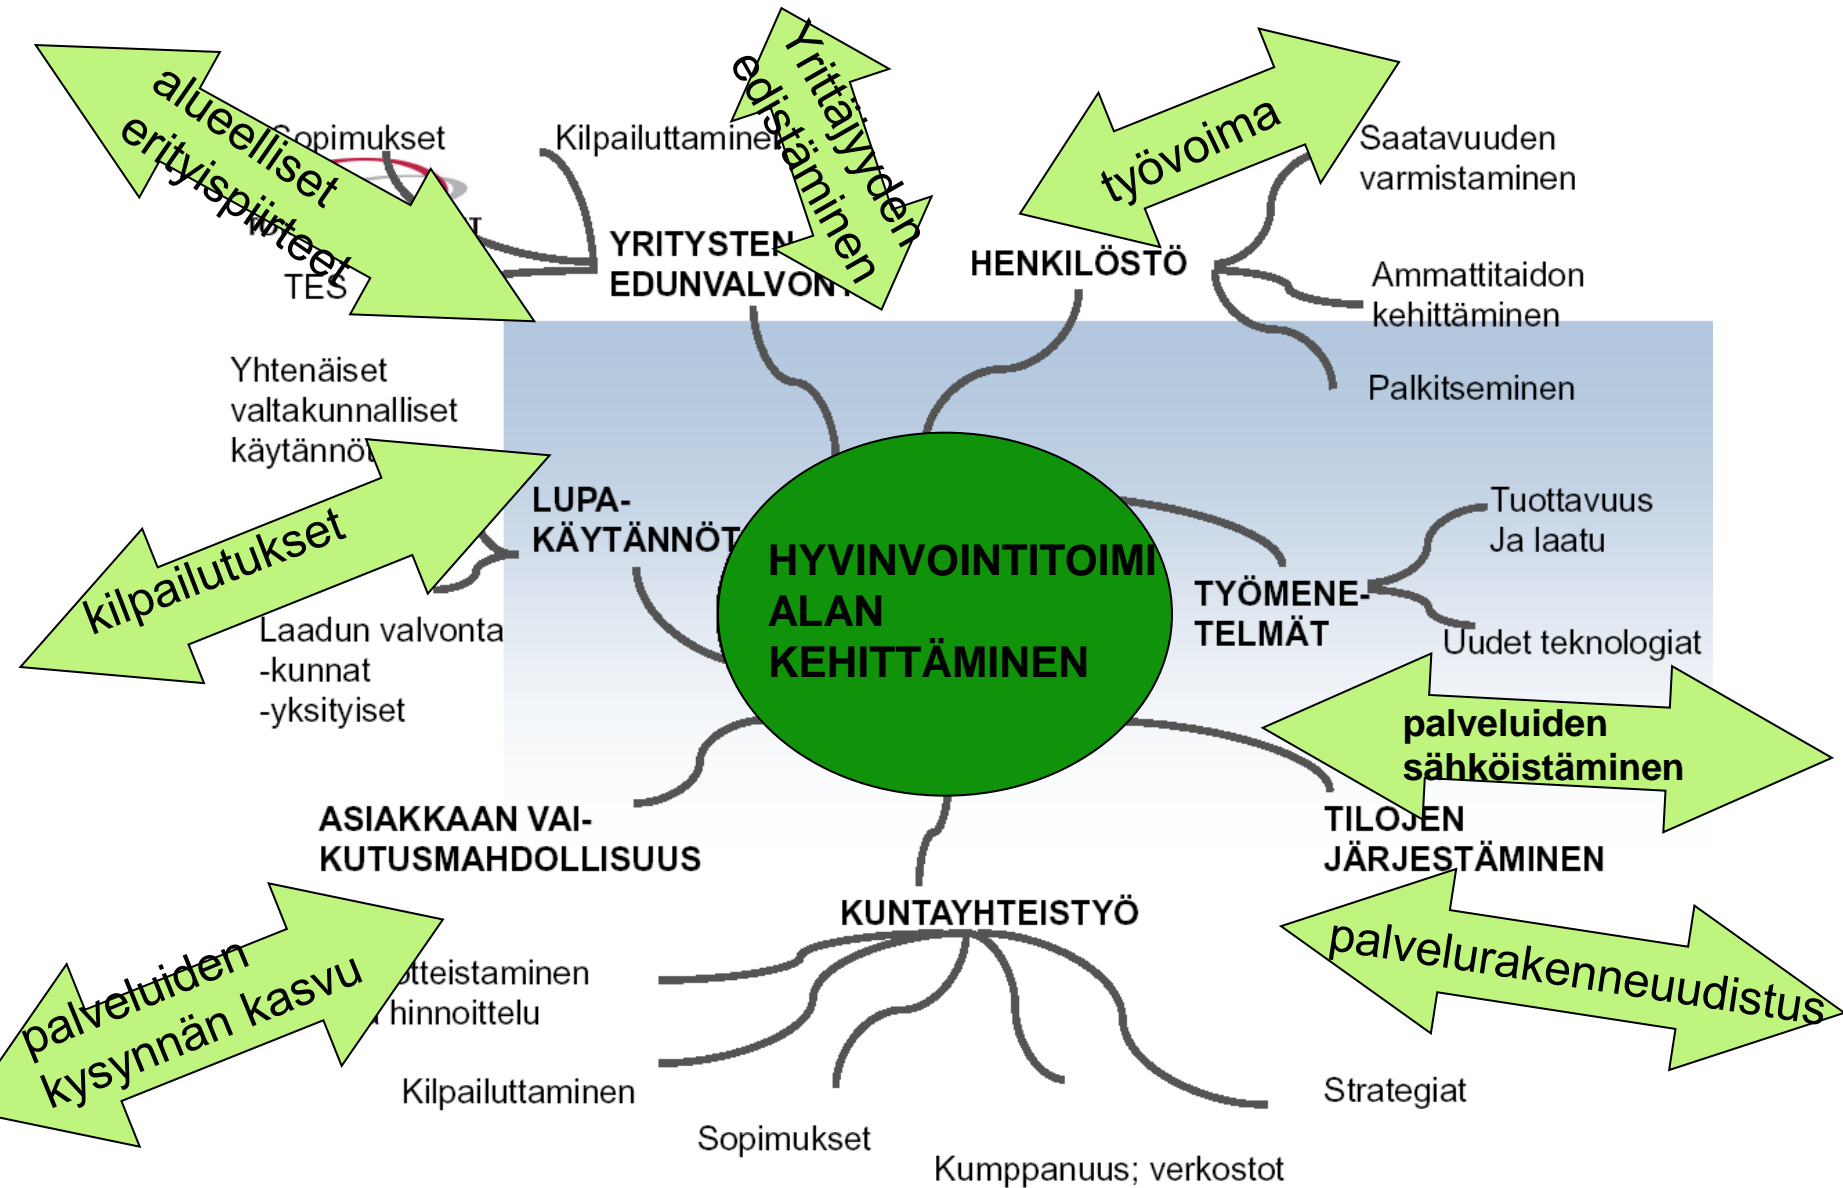 alueelliset
erityispiirteet
Yrittäjyyden
edistäminen
työvoima
Sopimukset
Kilpailuttaminen
TES
YRITYSTEN
HENKILÖSTÖ
Saatavuuden
varmistaminen
Ammattitaidon
kehittäminen
Palkitseminen
Yhtenäiset
valtakunnalliset
käytännöt
kilpailutukset
LUPA-
KÄYTÄNNÖT
Laadun valvonta
-kunnat
-yksityiset
HYVINVOINTITOIMI
ALAN
KEHITTÄMINEN
TYÖMENE-
TELMÄT
Tuottavuus
Ja laatu
Uudet teknologiat
palveluiden
sähköistäminen
ASIAKKAAN VAI-
KUTUSMAHDOLLISUUS
TILOJEN
JÄRJESTÄMINEN
KUNTAYHTEISTYÖ
palveluiden
kysynnän kasvu
palvelurakenneuudistus
hinnoittelu
Kilpailuttaminen
Sopimukset
Kumppanuus; verkostot
Strategiat